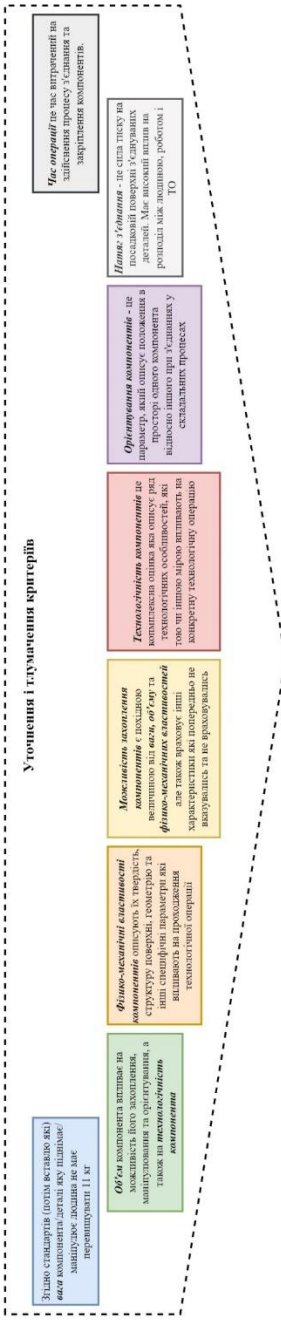 Уточнення і тлумачення критеріїв
Згідно стандартів (потім вставлю які)
вага компонента/деталі яку піднімає/
маніпулює людина не має
перевищувати 11 кг
Об'єм компонента впливає на
можливість його захоплення,
маніпулювання та орієнтування, а
також на технологічність
компонента
Фізико-механічні властивості
компонентів описують їх твердість,
структуру поверхні, геометрію та
інші специфічні параметри які
впливають на проходження
технологічної операції
Можливість захоплення
компонентів є похідною
величиною від ваги, об'єму та
фізико-механічних властивостей
але також враховує інші
характеристики які попередньо не
вказувались та не враховувались
Технологічність компонентів це
комплексна оцінка яка описує ряд
технологічних особливостей, які
тою чи іншою мірою впливають на
конкретну технологічну операцію
Орієнтування компонентів - це
параметр, який описує положення в
просторі одного компонента
відносно іншого при з'єднаннях у
складальних процесах
Натяг з'єднання - це сила тиску на
посадковій поверхні з'єднуваних
деталей. Має високий вплив на
розподіл між людиною, роботом і
ТО
Час операції це час витрачений на
здійснення процесу з'єднання та
закріплення компонентів.